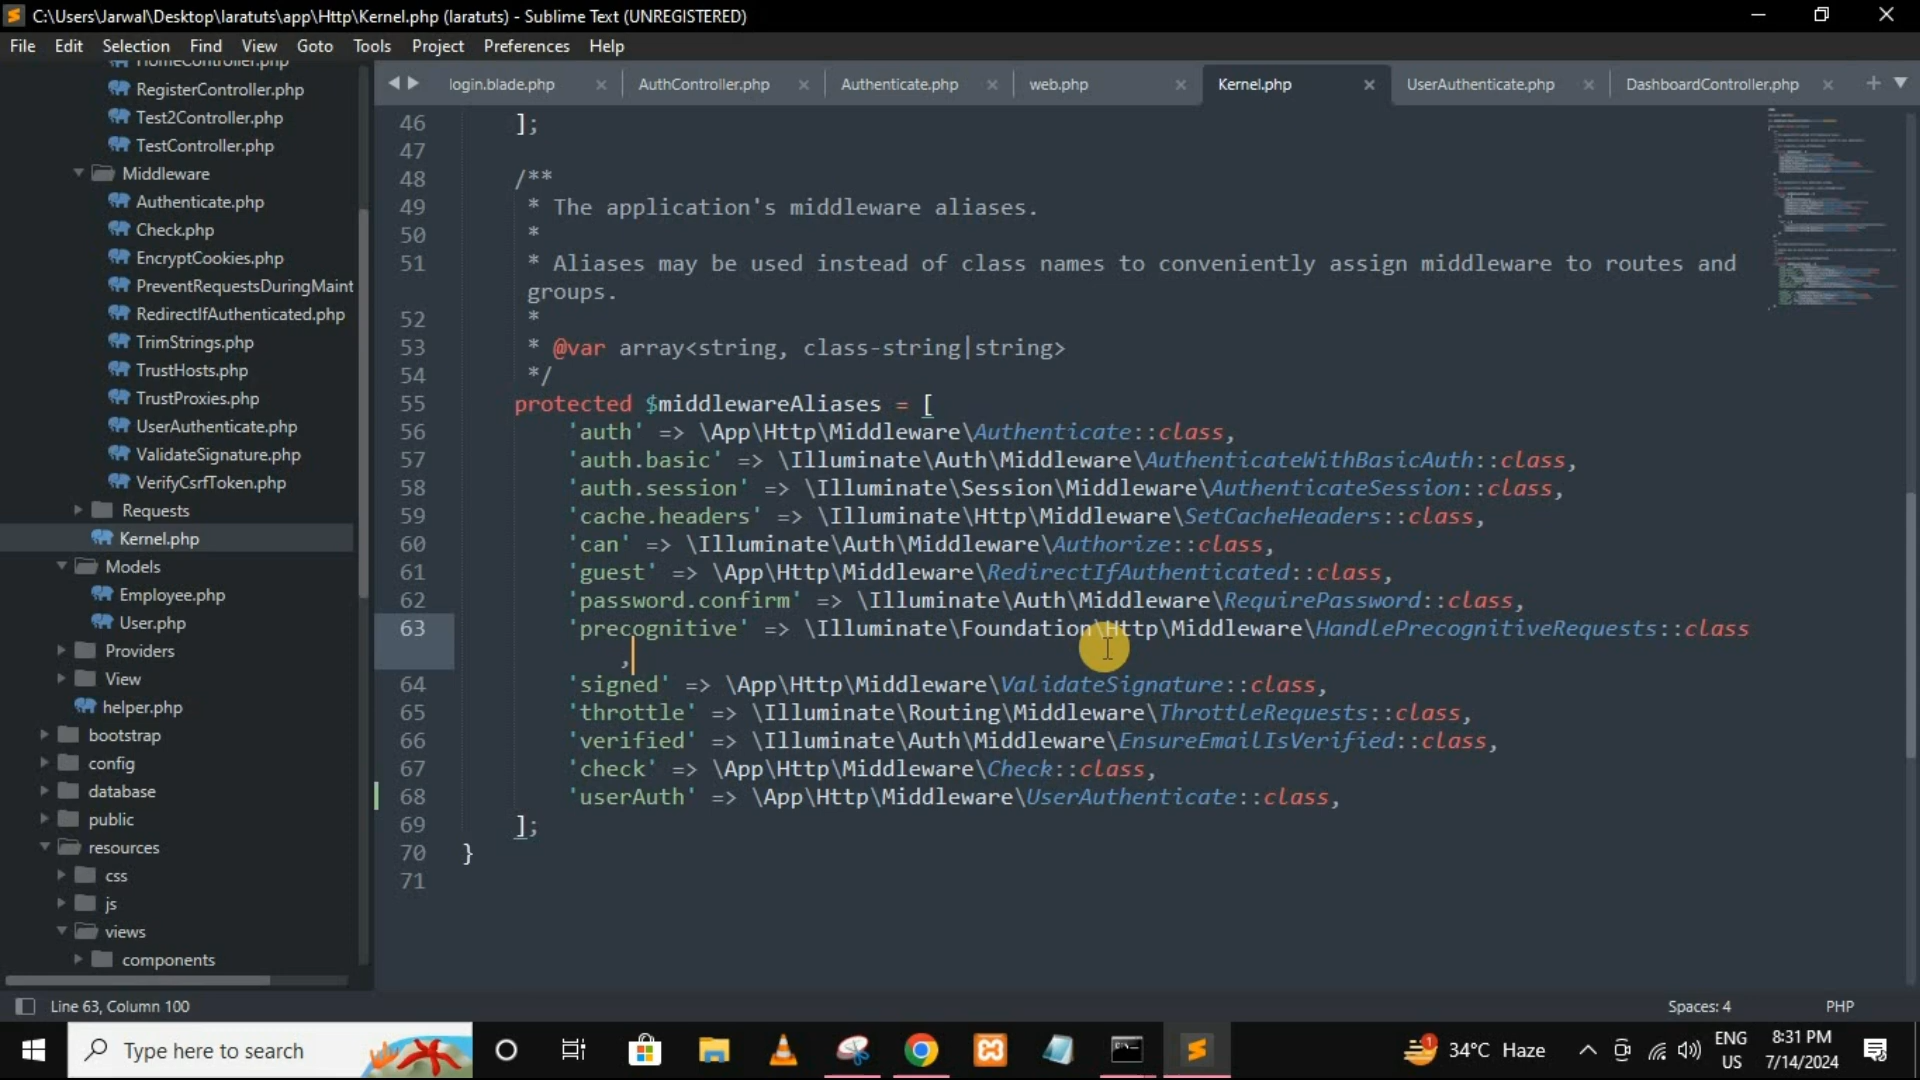 C:\Users\Jarwal\Desktop\laratuts\app\Http\Kernel.php (laratuts) - Sublime Text (UNREGISTERED)
File Edit Selection Find View Goto Tools Project Preferences Help
HomeController.php
RegisterController.php
Test2Controller.php
TestController.php
Middleware
Authenticate.php
Check.php
EncryptCookies.php
PreventRequestsDuringMaint
RedirectIfAuthenticated.php
TrimStrings.php
TrustHosts.php
TrustProxies.php
UserAuthenticate.php
ValidateSignature.php
VerifyCsrfToken.php
Requests
Kernel.php
Models
Employee.php
User.php
Providers
View
helper.php
bootstrap
config
database
public
resources
css
js
views
components
login.blade.php AuthController.php Authenticate.php web.php Kernel.php UserAuthenticate.php DashboardController.php
46 ];
47
48 /**
49 * The application's middleware aliases.
50 *
51 * Aliases may be used instead of class names to conveniently assign middleware to routes and
groups.
52 *
53 * @var array<string, class-string|string>
54 */
55 protected $middlewareAliases = [
56 'auth' => \App\Http\Middleware\Authenticate::class,
57 'auth.basic' => \Illuminate\Auth\Middleware\AuthenticateWithBasicAuth::class,
58 'auth.session' => \Illuminate\Session\Middleware\AuthenticateSession::class,
59 'cache.headers' => \Illuminate\Http\Middleware\SetCacheHeaders::class,
60 'can' => \Illuminate\Auth\Middleware\Authorize::class,
61 'guest' => \App\Http\Middleware\RedirectIfAuthenticated::class,
62 'password.confirm' => \Illuminate\Auth\Middleware\RequirePassword::class,
63 'precognitive' => \Illuminate\Foundation\Http\Middleware\HandlePrecognitiveRequests::class
,
64 'signed' => \App\Http\Middleware\ValidateSignature::class,
65 'throttle' => \Illuminate\Routing\Middleware\ThrottleRequests::class,
66 'verified' => \Illuminate\Auth\Middleware\EnsureEmailIsVerified::class,
67 'check' => \App\Http\Middleware\Check::class,
68 'userAuth' => \App\Http\Middleware\UserAuthenticate::class,
69 ];
70 }
71
Line 63, Column 100 Spaces: 4 PHP
Type here to search 1 34°C Haze ENG US 8:31 PM 7/14/2024